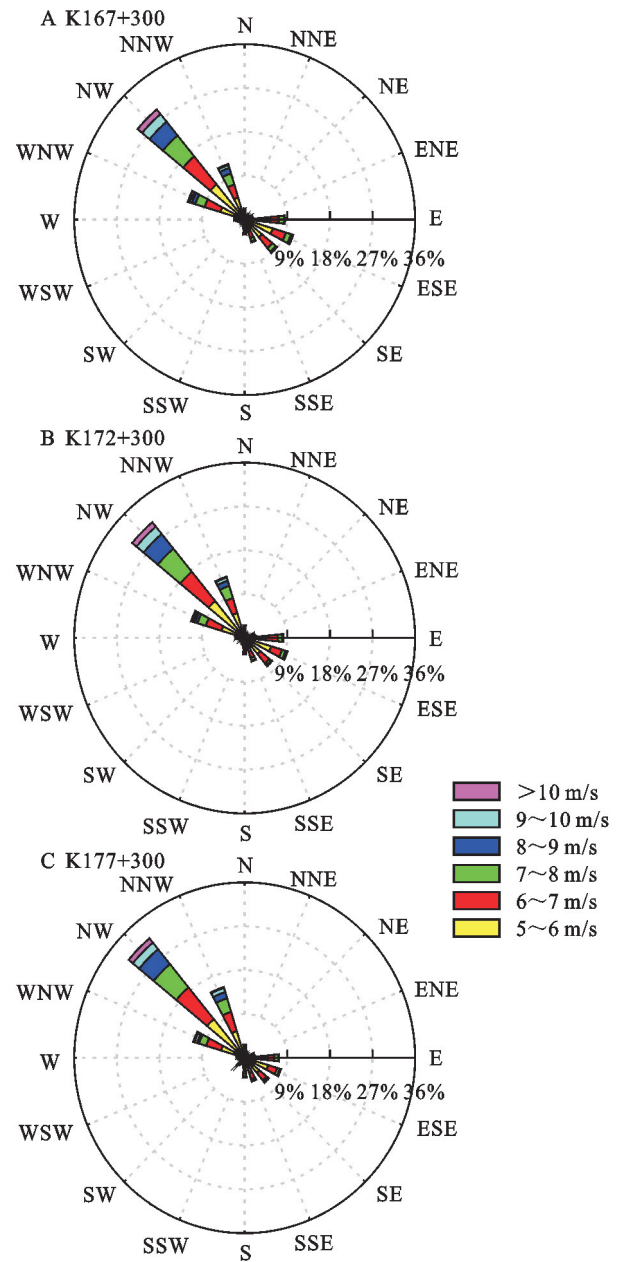 A K167+300
N
NNW
NNE
NW
NE
WNW
ENE
W
E
9% 18% 27% 36%
WSW
ESE
SW
SE
SSW
SSE
S
B K172+300
N
NNW
NNE
NW
NE
WNW
ENE
W
E
9% 18% 27% 36%
WSW
ESE
SW
SE
SSW
SSE
S
>10 m/s
9～10 m/s
8～9 m/s
7～8 m/s
6～7 m/s
5～6 m/s
C K177+300
N
NNW
NNE
NW
NE
WNW
ENE
W
E
9% 18% 27% 36%
WSW
ESE
SW
SE
SSW
SSE
S